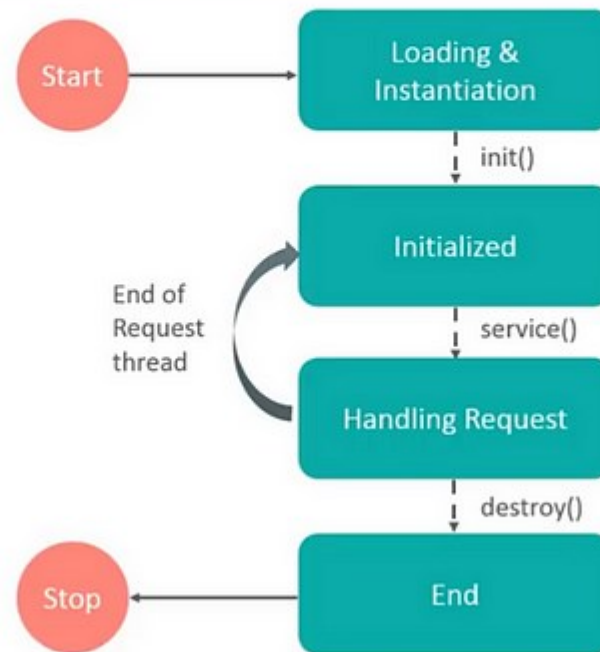 Start
Loading &
Instantiation
init()
Initialized
End of
Request
thread
service()
Handling Request
destroy()
Stop
End